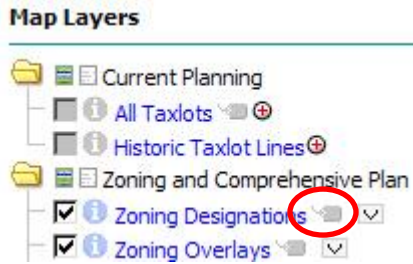 Map Layers
Current Planning
All Taxlots
Historic Taxlot Lines
Zoning and Comprehensive Plan
Zoning Designations
Zoning Overlays